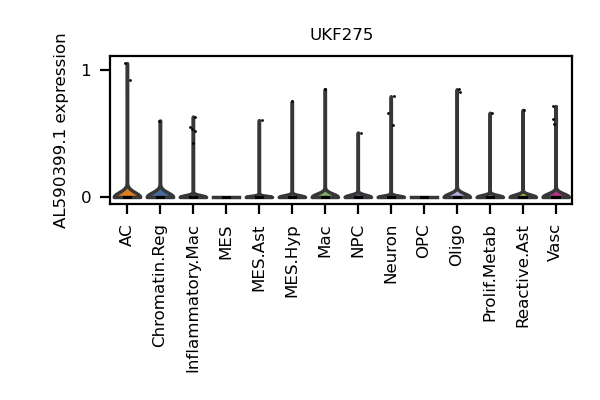 UKF275
AL590399.1 expression
1
0
AC
Chromatin.Reg
Inflammatory.Mac
MES
MES.Ast
MES.Hyp
Mac
NPC
Neuron
OPC
Oligo
Prolif.Metab
Reactive.Ast
Vasc